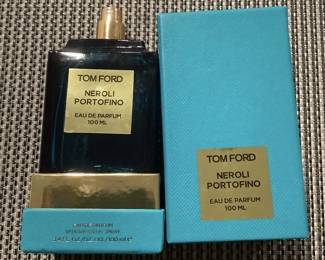 TOM FORD
NEROLI
PORTOFINO
EAU DE PARFUM
100 ML
TOM FORD
NEROLI
PORTOFINO
EAU DE PARFUM
100 ML